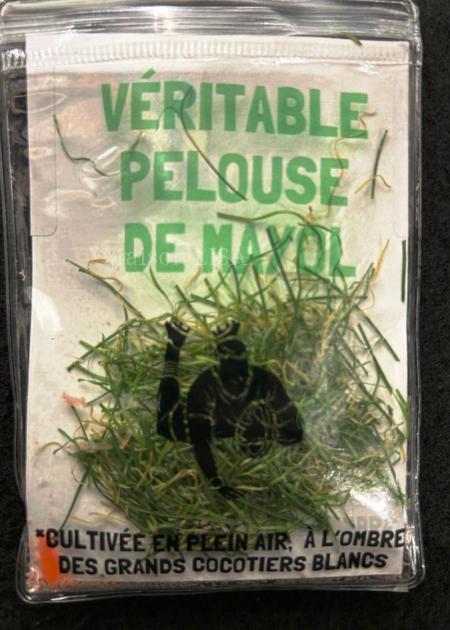 VÉRITABLE
PELOUSE
DE MAYOL
*CULTIVÉE EN PLEIN AIR, À L'OMBRE
DES GRANDS COCOTIERS BLANCS